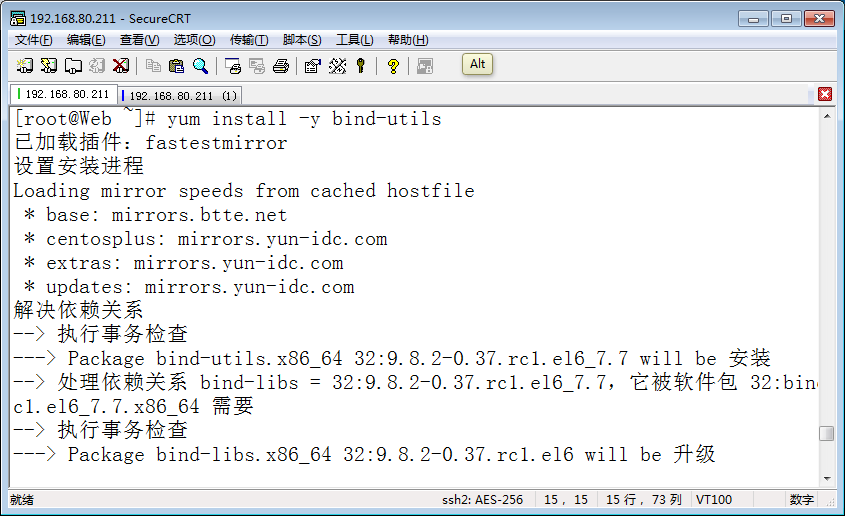 192.168.80.211 - SecureCRT
文件(F) 编辑(E) 查看(V) 选项(O) 传输(T) 脚本(S) 工具(L) 帮助(H)
Alt
192.168.80.211 192.168.80.211 (1)
[root@Web ~]# yum install -y bind-utils
已加载插件：fastestmirror
设置安装进程
Loading mirror speeds from cached hostfile
* base: mirrors.btte.net
* centosplus: mirrors.yun-idc.com
* extras: mirrors.yun-idc.com
* updates: mirrors.yun-idc.com
解决依赖关系
--> 执行事务检查
---> Package bind-utils.x86_64 32:9.8.2-0.37.rc1.el6_7.7 will be 安装
--> 处理依赖关系 bind-libs = 32:9.8.2-0.37.rc1.el6_7.7，它被软件包 32:bind
c1.el6_7.7.x86_64 需要
--> 执行事务检查
---> Package bind-libs.x86_64 32:9.8.2-0.37.rc1.el6 will be 升级
就绪 ssh2: AES-256 15 , 15 15 行 , 73 列 VT100 数字